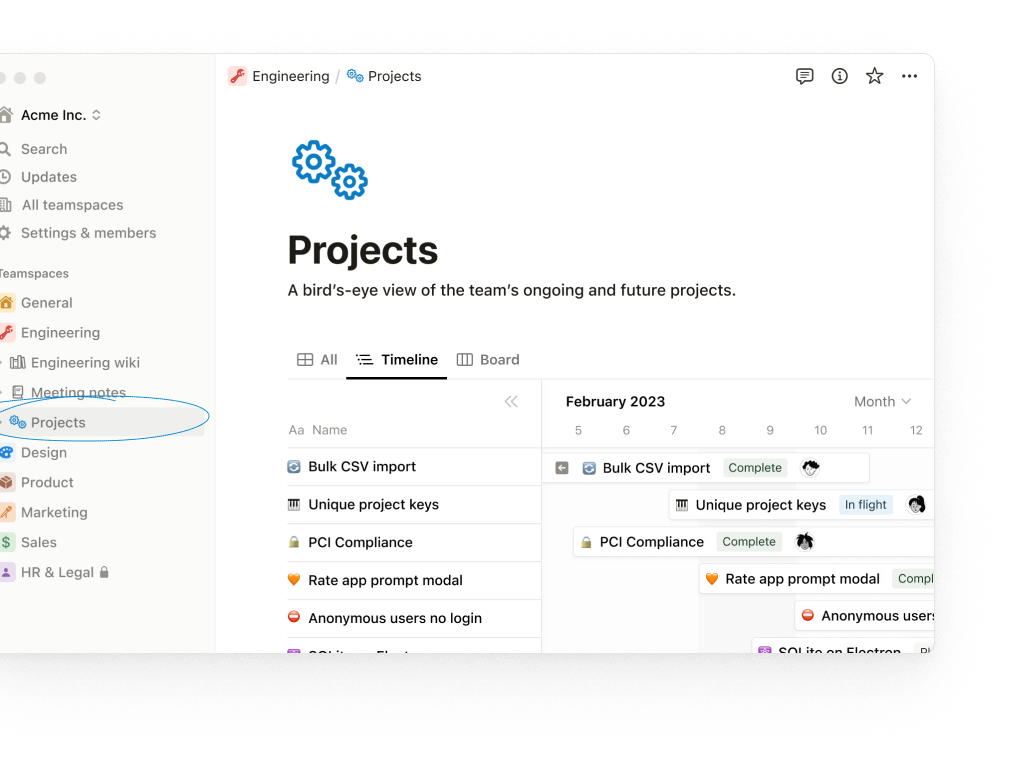 Engineering / Projects
Acme Inc.
Search
Updates
All teamspaces
Settings & members
Teamspaces
General
Engineering
Engineering wiki
Meeting notes
Projects
Design
Product
Marketing
$ Sales
HR & Legal
Projects
A bird’s-eye view of the team’s ongoing and future projects.
All Timeline Board
February 2023 Month
Aa Name
5 6 7 8 9 10 11 12
Bulk CSV import
Unique project keys
PCI Compliance
Rate app prompt modal
Anonymous users no login
Bulk CSV import Complete
Unique project keys In flight
PCI Compliance Complete
Rate app prompt modal Compl
Anonymous users
SQLite on Electron